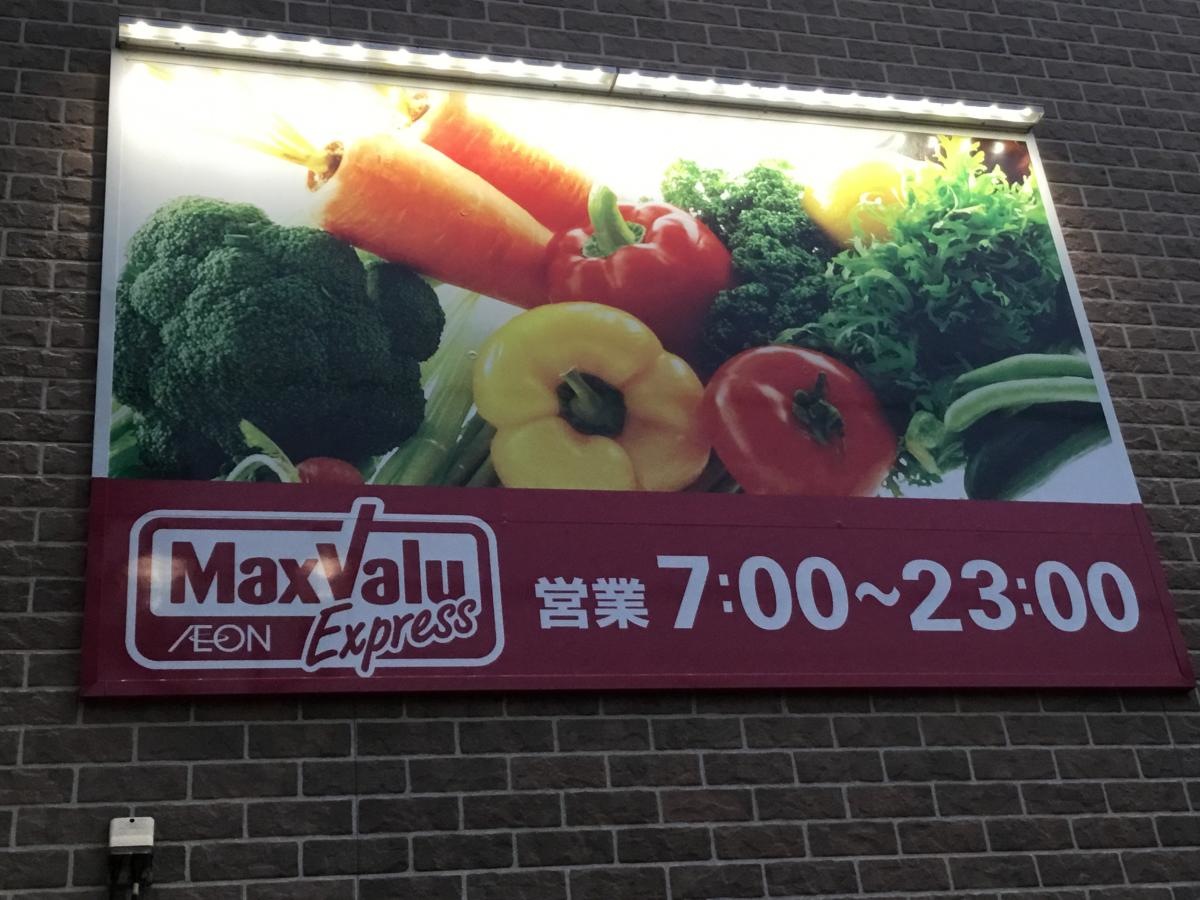 MaxValu
Express
ÆON
営業 7:00~23:00